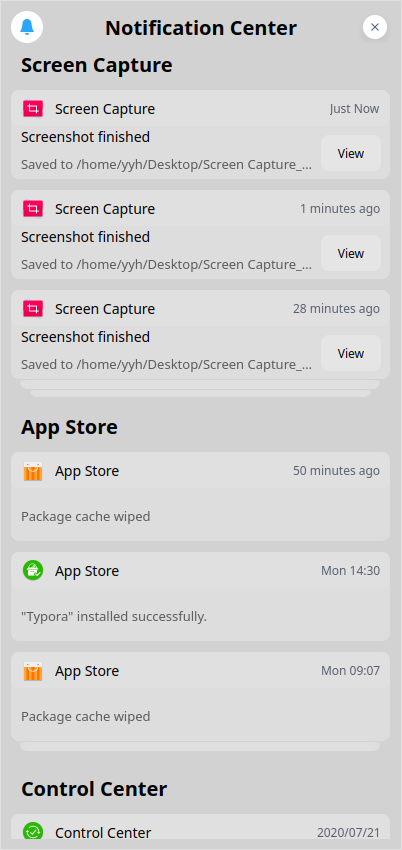 Notification Center
Screen Capture
Screen Capture Just Now
Screenshot finished
Saved to /home/yyh/Desktop/Screen Capture_...
View
Screen Capture 1 minutes ago
Screenshot finished
Saved to /home/yyh/Desktop/Screen Capture_...
View
Screen Capture 28 minutes ago
Screenshot finished
Saved to /home/yyh/Desktop/Screen Capture_...
View
App Store
App Store 50 minutes ago
Package cache wiped
App Store Mon 14:30
"Typora" installed successfully.
App Store Mon 09:07
Package cache wiped
Control Center
Control Center 2020/07/21